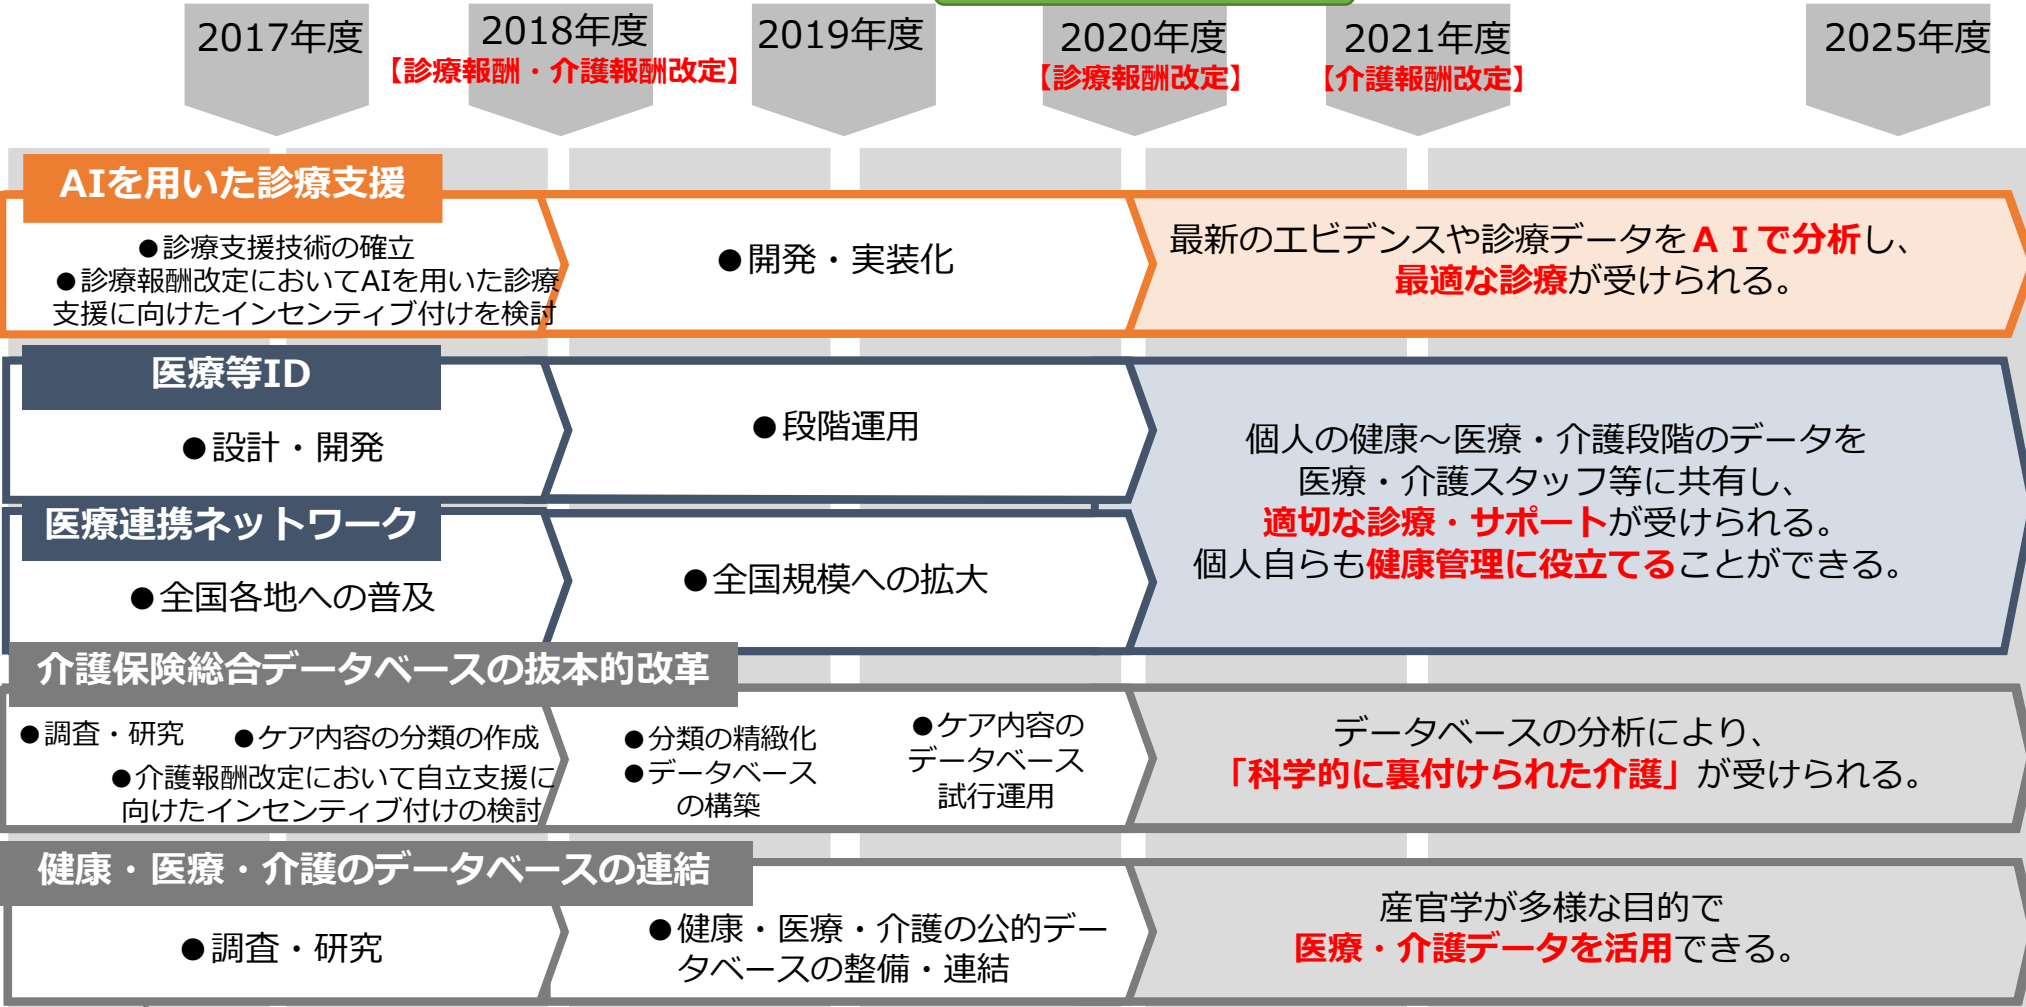 2017年度
2018年度
【診療報酬・介護報酬改定】
2019年度
2020年度
【診療報酬改定】
2021年度
【介護報酬改定】
2025年度
AIを用いた診療支援
●診療支援技術の確立
●診療報酬改定においてAIを用いた診療
支援に向けたインセンティブ付けを検討
●開発・実装化
最新のエビデンスや診療データをＡＩで分析し、
最適な診療が受けられる。
医療等ID
●設計・開発
●段階運用
医療連携ネットワーク
●全国各地への普及
●全国規模への拡大
個人の健康～医療・介護段階のデータを
医療・介護スタッフ等に共有し、
適切な診療・サポートが受けられる。
個人自らも健康管理に役立てることができる。
介護保険総合データベースの抜本的改革
●調査・研究
●ケア内容の分類の作成
●介護報酬改定において自立支援に
向けたインセンティブ付けの検討
●分類の精緻化
●データベース
の構築
●ケア内容の
データベース
試行運用
データベースの分析により、
「科学的に裏付けられた介護」が受けられる。
健康・医療・介護のデータベースの連結
●調査・研究
●健康・医療・介護の公的デー
タベースの整備・連結
産官学が多様な目的で
医療・介護データを活用できる。